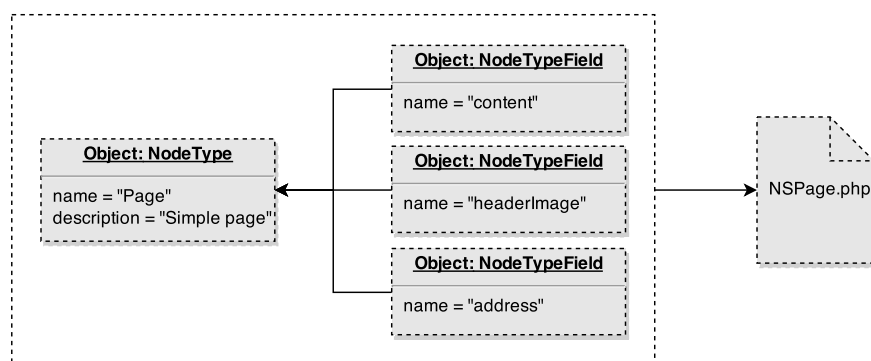 Object: NodeTypeField
name = "content"
Object: NodeType
name = "Page"
description = "Simple page"
Object: NodeTypeField
name = "headerImage"
Object: NodeTypeField
name = "address"
NSPage.php